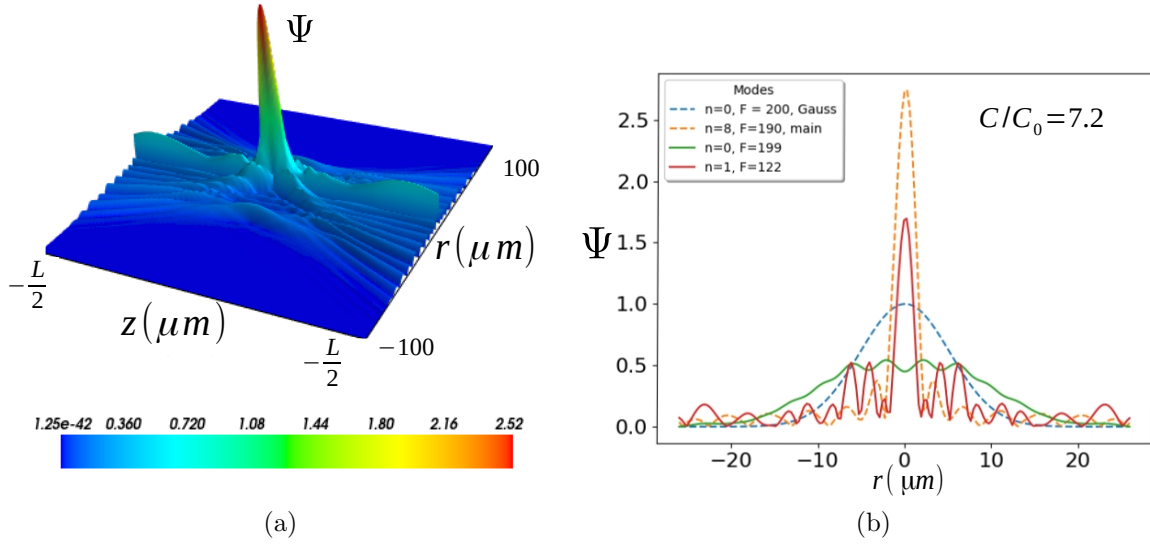 Ψ
100
r(μm)
−L/2
z(μm)
−L/2
−100
1.25e-42 0.360 0.720 1.08 1.44 1.80 2.16 2.52
(a)
Modes
n=0, F = 200, Gauss
n=8, F=190, main
n=0, F=199
n=1, F=122
C/C₀=7.2
2.5
2.0
Ψ
1.5
1.0
0.5
0.0
−20 −10 0 10 20
r(μm)
(b)